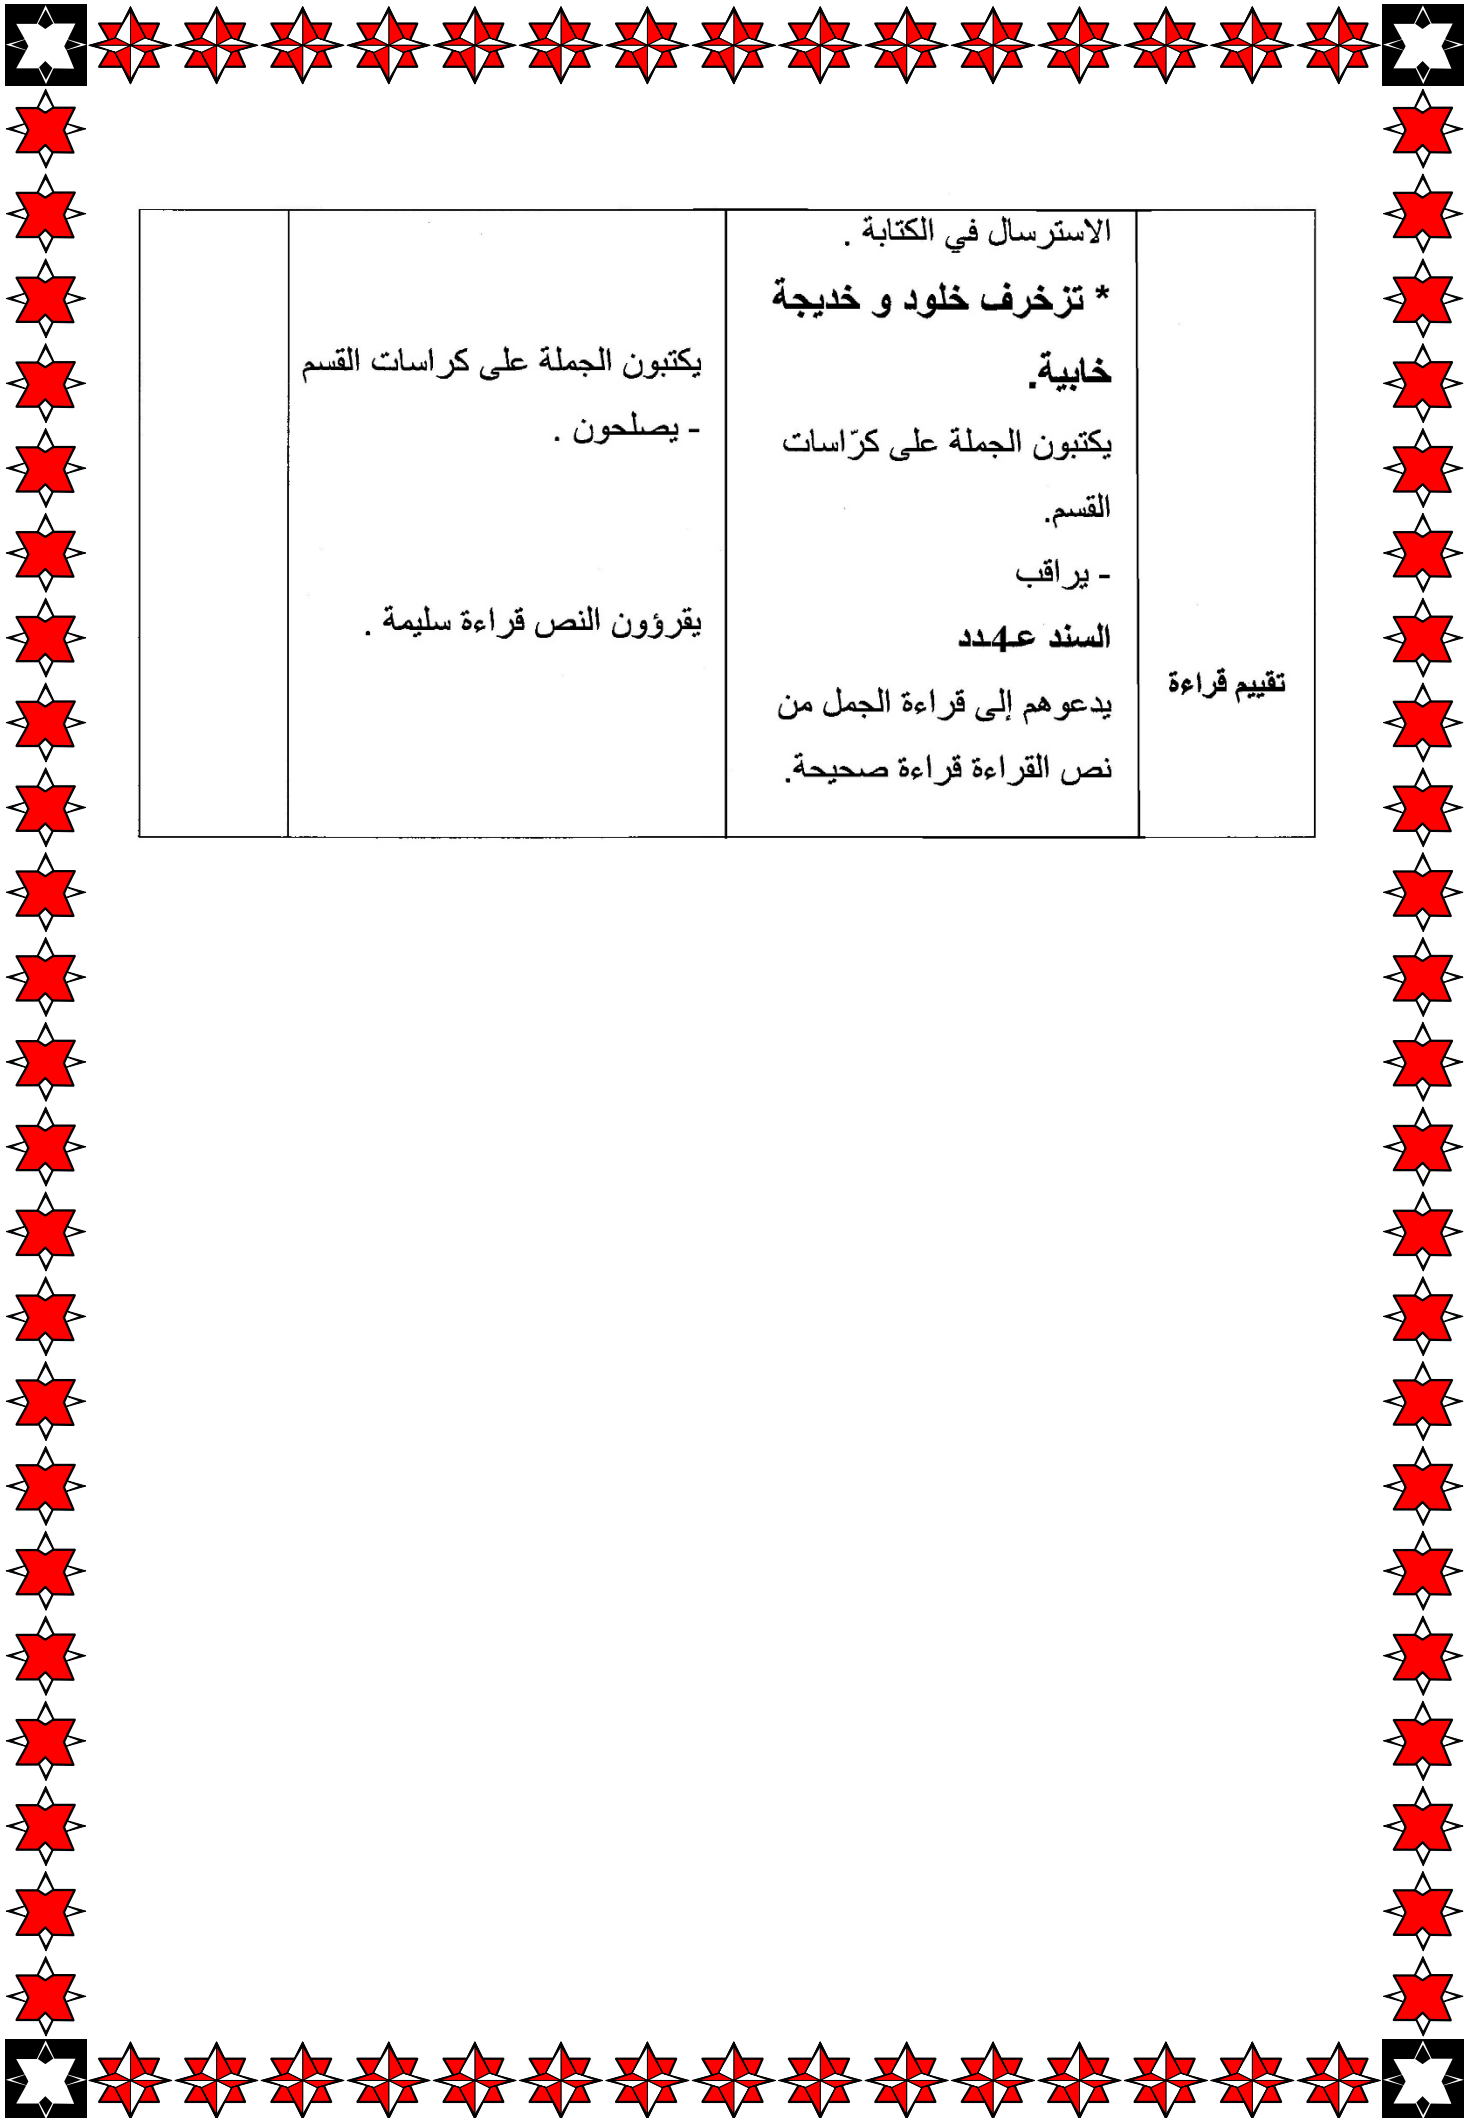 تقييم قراءة
الاسترسال في الكتابة .
* تزخرف خلود و خديجة
خابية.
يكتبون الجملة على كرّاسات
القسم.
- يراقب
السند عـ4ـدد
يدعوهم إلى قراءة الجمل من
نص القراءة قراءة صحيحة.
يكتبون الجملة على كراسات القسم
- يصلحون .
يقرؤون النص قراءة سليمة .